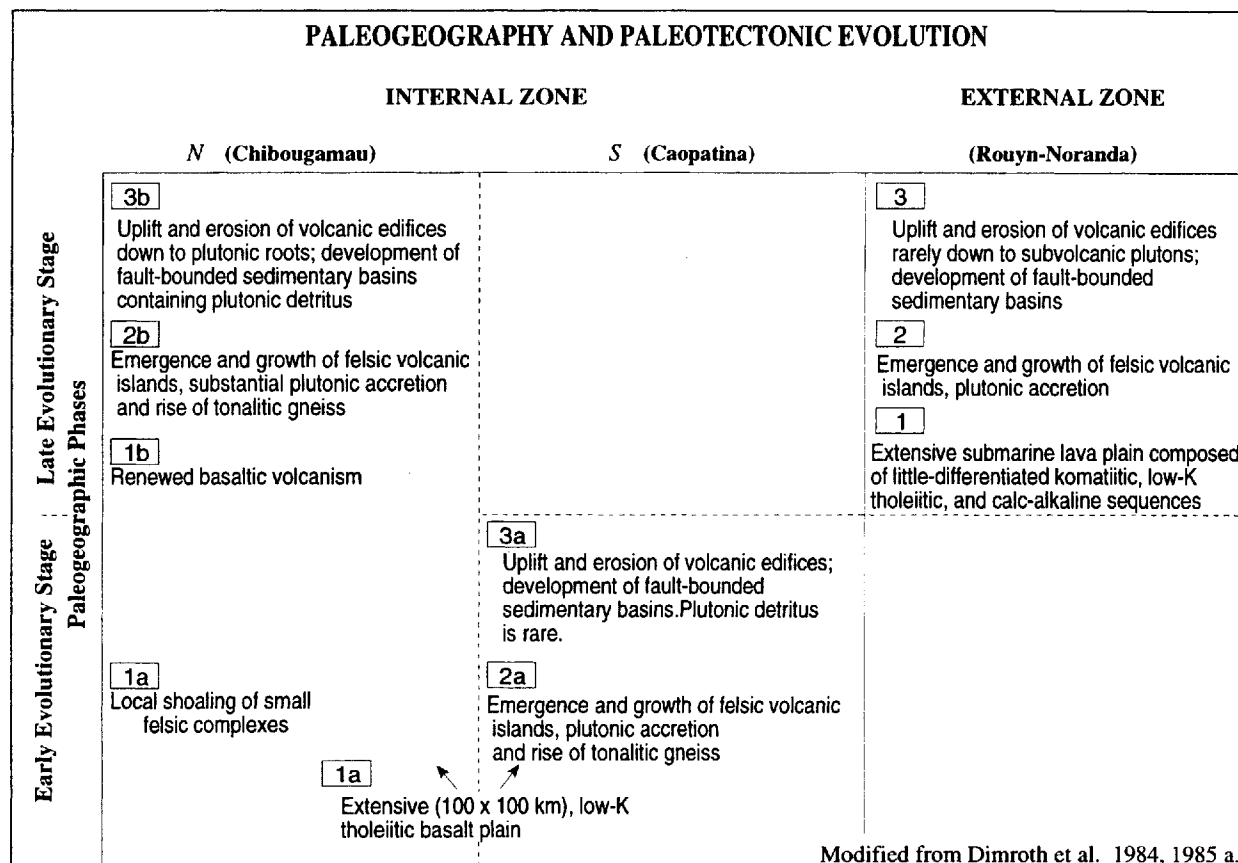 PALEOGEOGRAPHY AND PALEOTECTONIC EVOLUTION
INTERNAL ZONE
EXTERNAL ZONE
N (Chibougamau)
S (Caopatina)
(Rouyn-Noranda)
Late Evolutionary Stage
Early Evolutionary Stage
Paleogeographic Phases
3b
Uplift and erosion of volcanic edifices
down to plutonic roots; development of
fault-bounded sedimentary basins
containing plutonic detritus
2b
Emergence and growth of felsic volcanic
islands, substantial plutonic accretion
and rise of tonalitic gneiss
1b
Renewed basaltic volcanism
1a
Local shoaling of small
felsic complexes
1a
Extensive (100 x 100 km), low-K
tholeiitic basalt plain
3a
Uplift and erosion of volcanic edifices;
development of fault-bounded
sedimentary basins.Plutonic detritus
is rare.
2a
Emergence and growth of felsic volcanic
islands, plutonic accretion
and rise of tonalitic gneiss
3
Uplift and erosion of volcanic edifices
rarely down to subvolcanic plutons;
development of fault-bounded
sedimentary basins
2
Emergence and growth of felsic volcanic
islands, plutonic accretion
1
Extensive submarine lava plain composed
of little-differentiated komatiitic, low-K
tholeiitic, and calc-alkaline sequences
Modified from Dimroth et al. 1984, 1985 a.